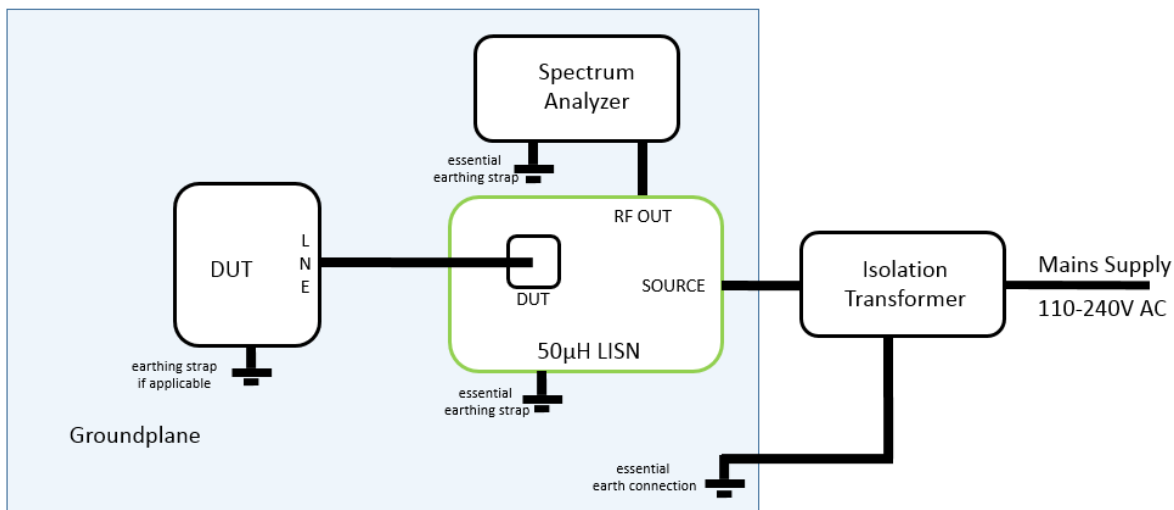 Spectrum
Analyzer
essential
earthing strap
RF OUT
L
N
E
DUT
DUT
SOURCE
50µH LISN
Isolation
Transformer
Mains Supply
110-240V AC
earthing strap
if applicable
essential
earthing strap
Groundplane
essential
earth connection